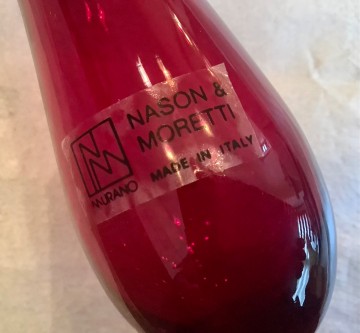 NASON &
MORETTI
MURANO
MADE IN ITALY